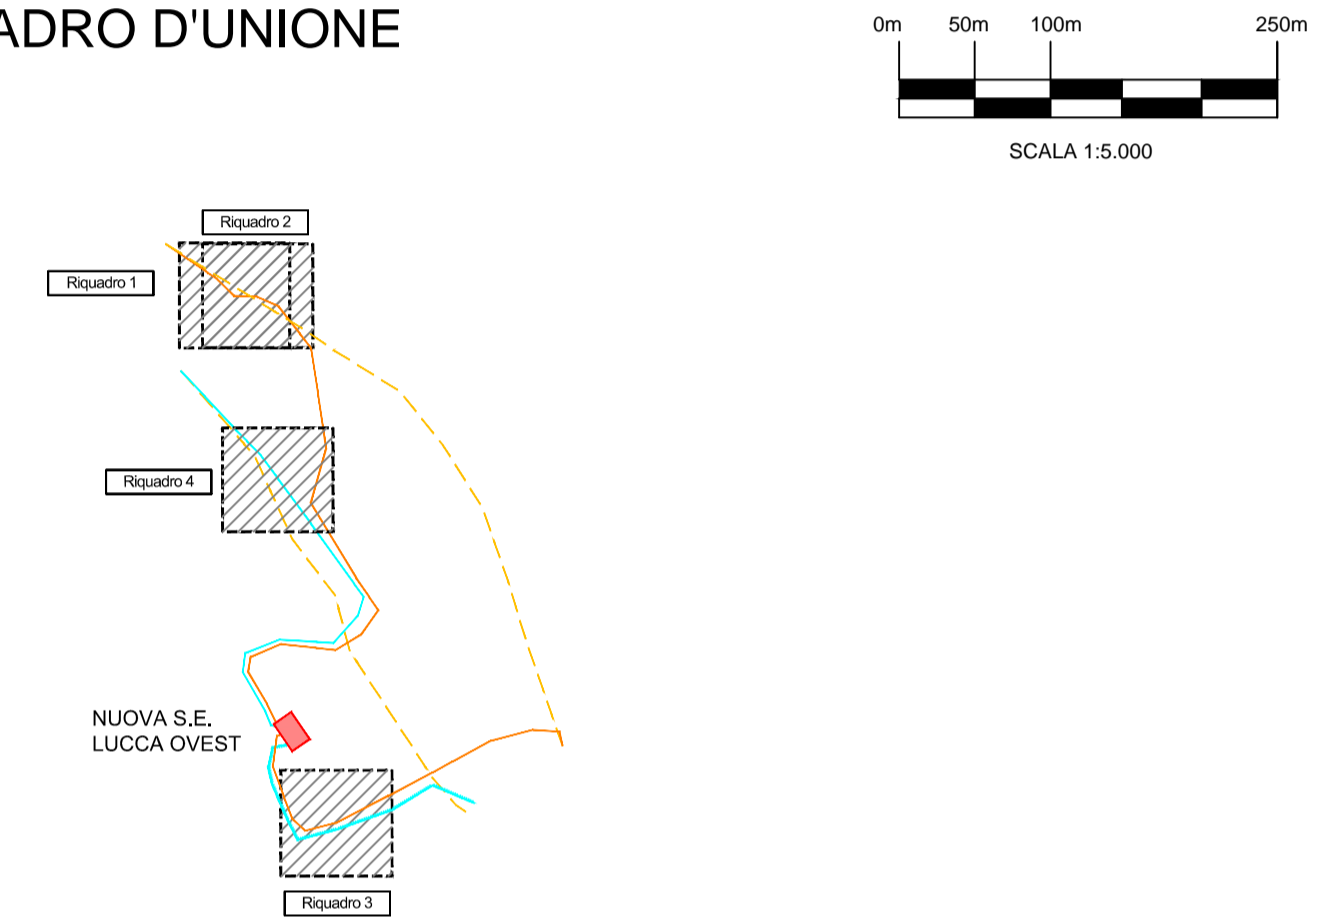 ADRO D'UNIONE
0m 50m 100m 250m
SCALA 1:5.000
Riquadro 2
Riquadro 1
Riquadro 4
NUOVA S.E.
LUCCA OVEST
Riquadro 3